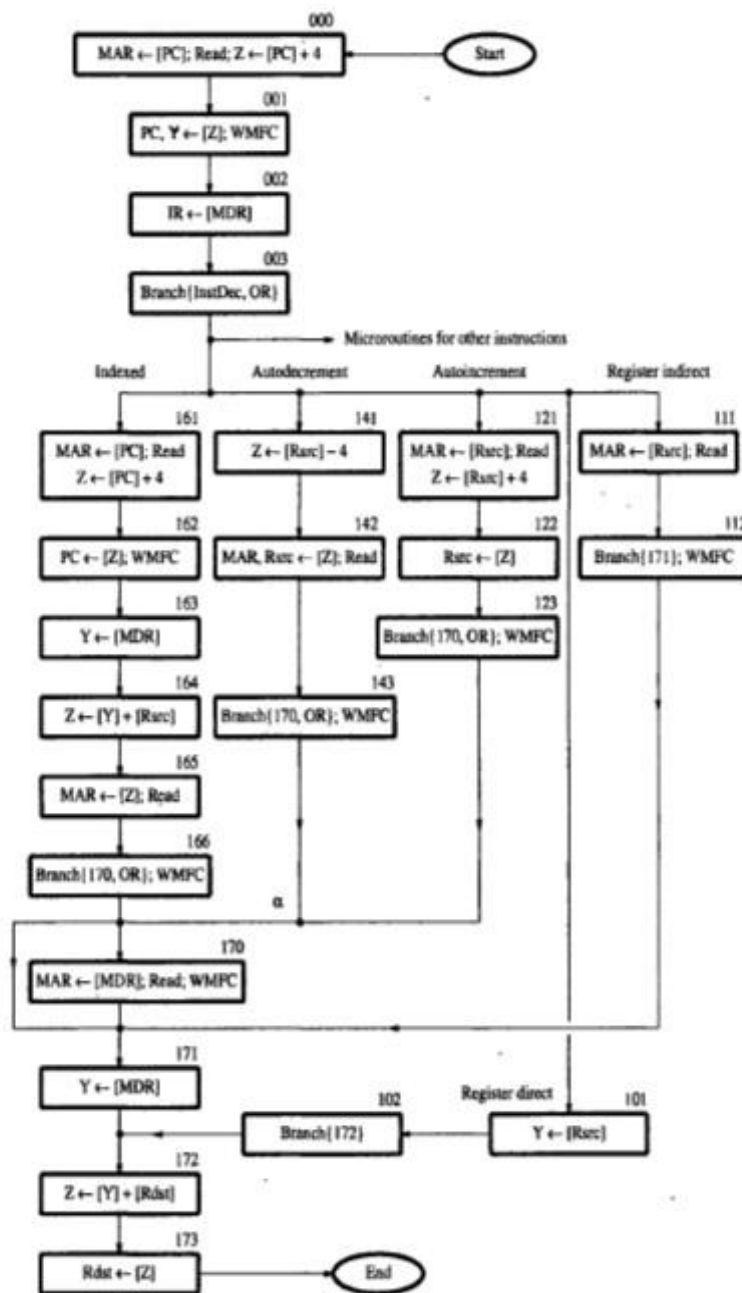 000
MAR ← [PC]; Read; Z ← [PC] + 4
Start
001
PC, Y ← [Z]; WMFC
002
IR ← [MDR]
003
Branch{InstDec, OR}
Microroutines for other instructions
Indexed
Autodecrement
Autoincrement
Register indirect
161
141
121
111
MAR ← [PC]; Read
Z ← [PC] + 4
Z ← [Rsrc] − 4
MAR ← [Rsrc]; Read
Z ← [Rsrc] + 4
MAR ← [Rsrc]; Read
162
142
122
112
PC ← [Z]; WMFC
MAR, Rsrc ← [Z]; Read
Rsrc ← [Z]
Branch{171}; WMFC
163
123
Y ← [MDR]
Branch{170, OR}; WMFC
164
143
Z ← [Y] + [Rsrc]
Branch{170, OR}; WMFC
165
MAR ← [Z]; Read
166
Branch{170, OR}; WMFC
α
170
MAR ← [MDR]; Read; WMFC
171
Y ← [MDR]
Register direct
102
101
Branch{172}
Y ← [Rsrc]
172
Z ← [Y] + [Rdst]
173
Rdst ← [Z]
End